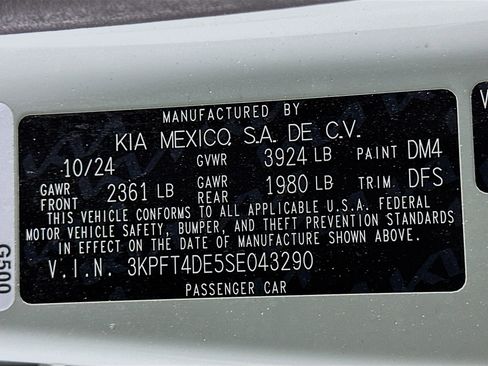 MANUFACTURED BY
KIA MEXICO, S.A. DE C.V.
10/24 GVWR 3924 LB PAINT DM4
GAWR FRONT 2361 LB GAWR REAR 1980 LB TRIM DFS
THIS VEHICLE CONFORMS TO ALL APPLICABLE U.S.A. FEDERAL
MOTOR VEHICLE SAFETY, BUMPER, AND THEFT PREVENTION STANDARDS
IN EFFECT ON THE DATE OF MANUFACTURE SHOWN ABOVE.
V.I.N. 3KPFT4DE5SE043290
PASSENGER CAR
G500